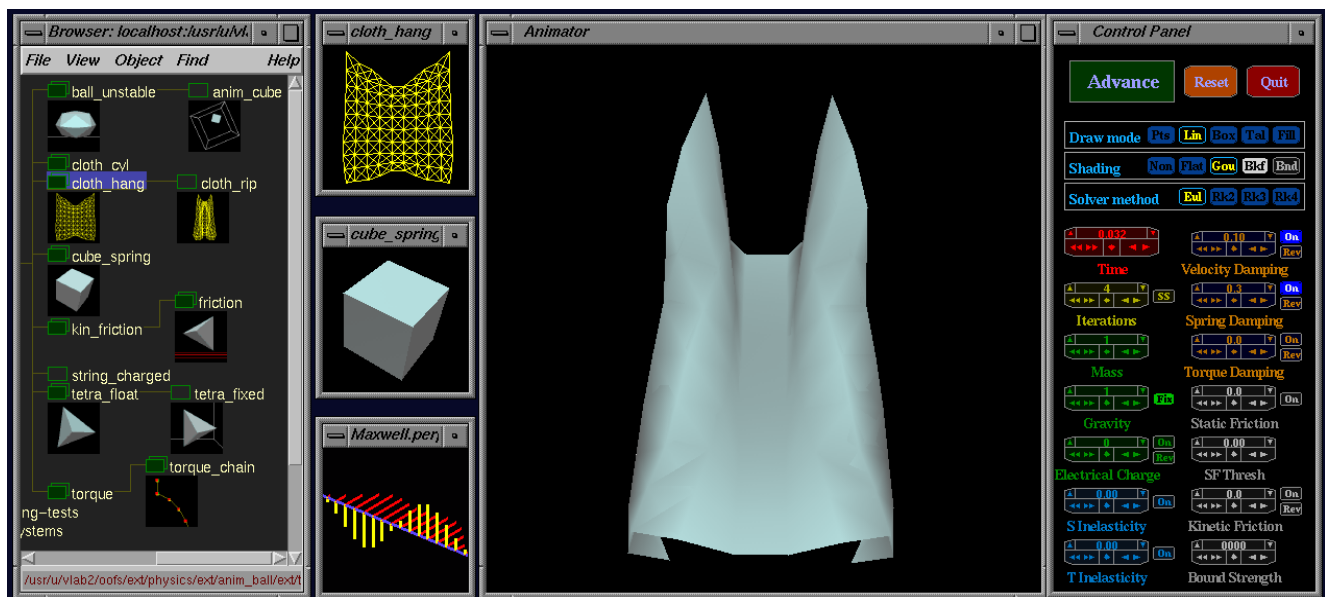 Browser: localhost:/usr/u/vl
File View Object Find Help
ball_unstable anim_cube
cloth_cyl
cloth_hang cloth_rip
cube_spring
friction
kin_friction
string_charged
tetra_float tetra_fixed
torque_chain
torque
ng-tests
ystems
/usr/u/vlab2/oofs/ext/physics/ext/anim_ball/ext/t
cloth_hang
cube_spring
Maxwell.per
Animator
Control Panel
Advance Reset Quit
Draw mode Pts Lin Box Tal Fill
Shading Non Flat Gou Bkf Bnd
Solver method Eul Rk2 Rk3 Rk4
0.032 0.10 On
Rev
Time Velocity Damping
4 SS 0.3 On
Rev
Iterations Spring Damping
1 0.0 On
Rev
Mass Torque Damping
1 Fix 0.0 On
Gravity Static Friction
0 On 0.00
Rev
Electrical Charge SF Thresh
0.00 On 0.0 On
Rev
S Inelasticity Kinetic Friction
0.00 On 0000
T Inelasticity Bound Strength